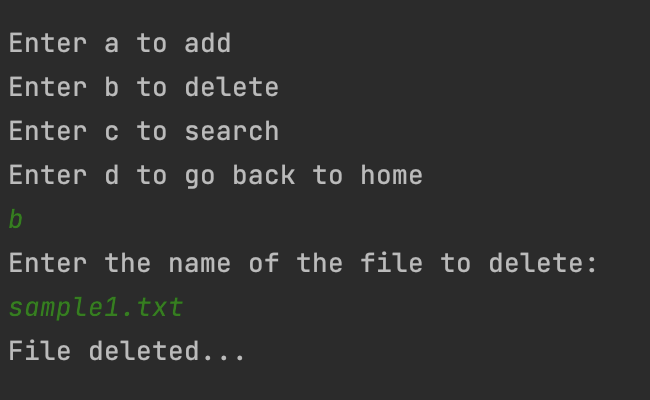 Enter a to add
Enter b to delete
Enter c to search
Enter d to go back to home
b
Enter the name of the file to delete:
sample1.txt
File deleted...